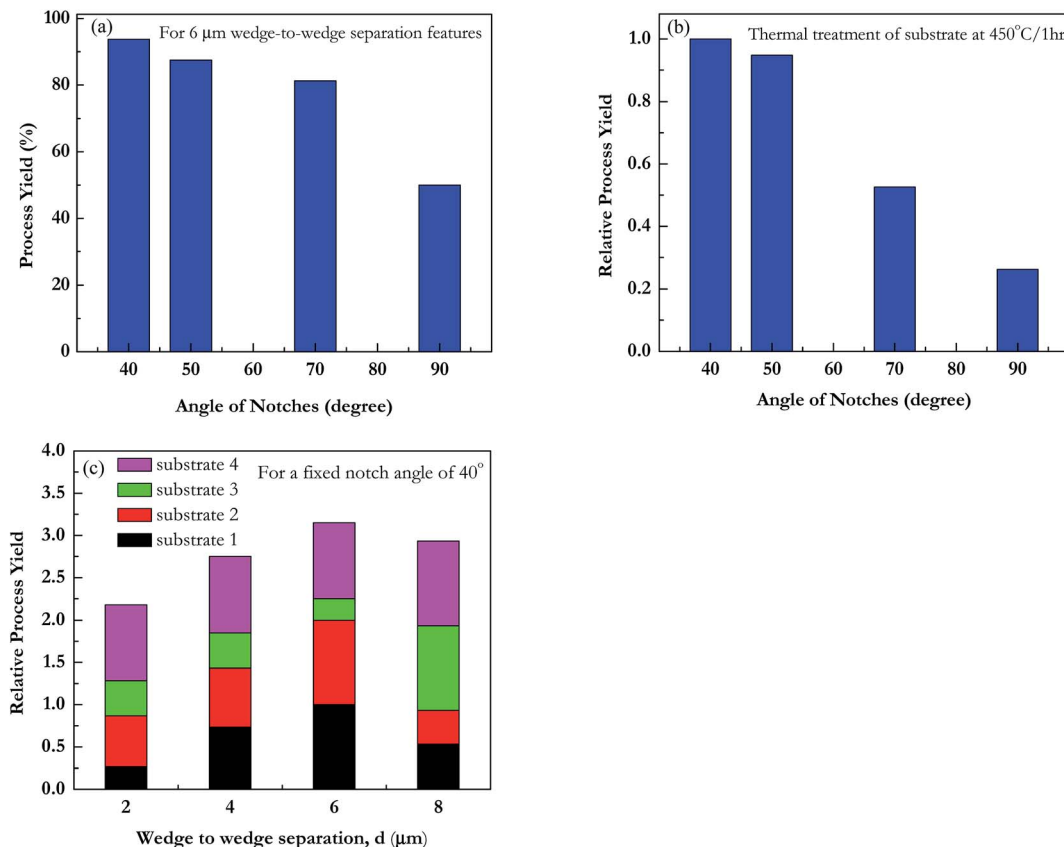 (a)
For 6 μm wedge-to-wedge separation features
100
80
60
40
20
0
Process Yield (%)
40 50 60 70 80 90
Angle of Notches (degree)
(b)
Thermal treatment of substrate at 450°C/1hr
1.0
0.8
0.6
0.4
0.2
0.0
Relative Process Yield
40 50 60 70 80 90
Angle of Notches (degree)
(c)
For a fixed notch angle of 40°
substrate 4
substrate 3
substrate 2
substrate 1
4.0
3.5
3.0
2.5
2.0
1.5
1.0
0.5
0.0
Relative Process Yield
2 4 6 8
Wedge to wedge separation, d (μm)